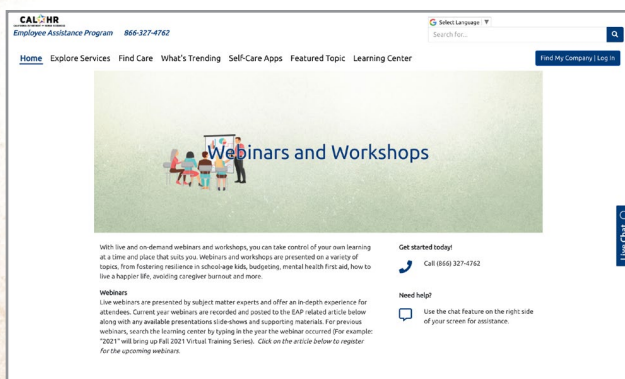 CALHR
Employee Assistance Program 866-327-4762
Select Language ▼
Search for...
Home Explore Services Find Care What's Trending Self-Care Apps Featured Topic Learning Center
Find My Company | Log In
Webinars and Workshops
With live and on-demand webinars and workshops, you can take control of your own learning
at a time and place that suits you. Webinars and workshops are presented on a variety of
topics, from fostering resilience in school-age kids, budgeting, mental health first aid, how to
live a happier life, avoiding caregiver burnout and more.
Webinars
Live webinars are presented by subject matter experts and offer an in-depth experience for
attendees. Current year webinars are recorded and posted to the EAP related article below
along with any available presentations slide-shows and supporting materials. For previous
webinars, search the learning center by typing in the year the webinar occurred (For example:
"2021" will bring up Fall 2021 Virtual Training Series). Click on the article below to register
for the upcoming webinars.
Get started today!
Call (866) 327-4762
Need help?
Use the chat feature on the right side
of your screen for assistance.
Live Chat